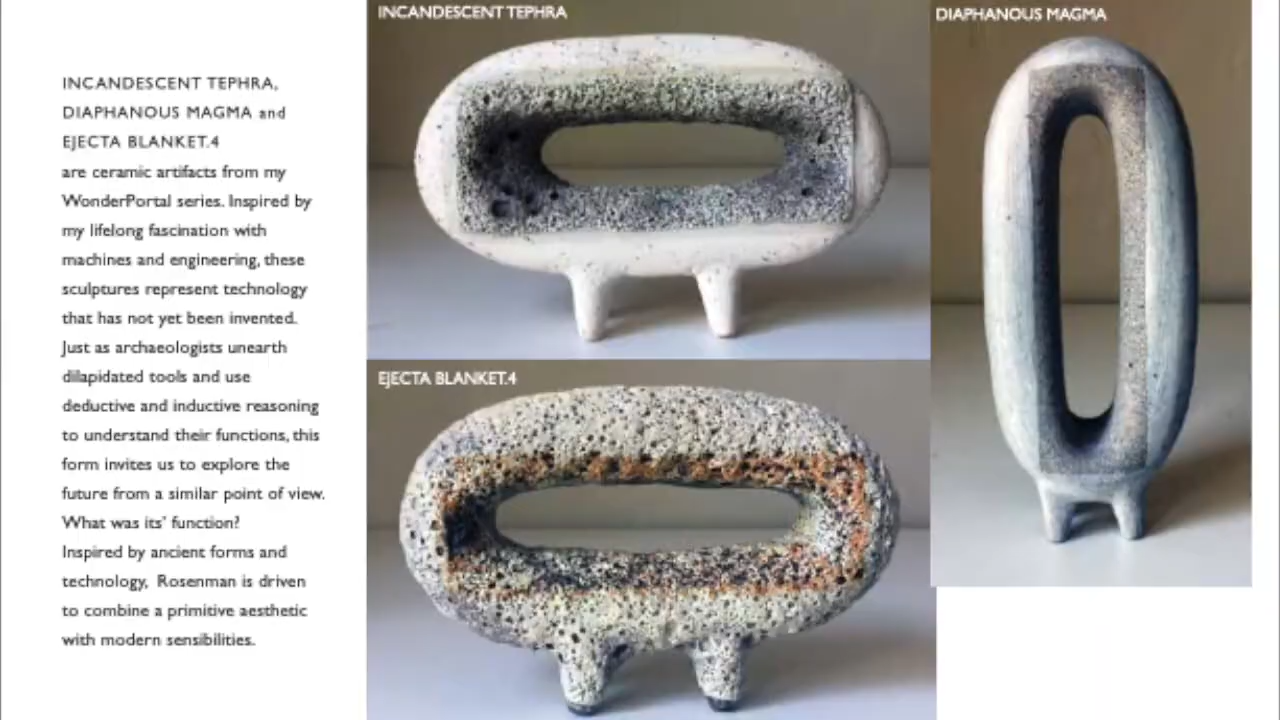 INCANDESCENT TEPHRA,
DIAPHANOUS MAGMA and
EJECTA BLANKET.4
are ceramic artifacts from my
WonderPortal series. Inspired by
my lifelong fascination with
machines and engineering, these
sculptures represent technology
that has not yet been invented.
Just as archaeologists unearth
dilapidated tools and use
deductive and inductive reasoning
to understand their functions, this
form invites us to explore the
future from a similar point of view.
What was its' function?
Inspired by ancient forms and
technology, Rosenman is driven
to combine a primitive aesthetic
with modern sensibilities.
INCANDESCENT TEPHRA
EJECTA BLANKET.4
DIAPHANOUS MAGMA